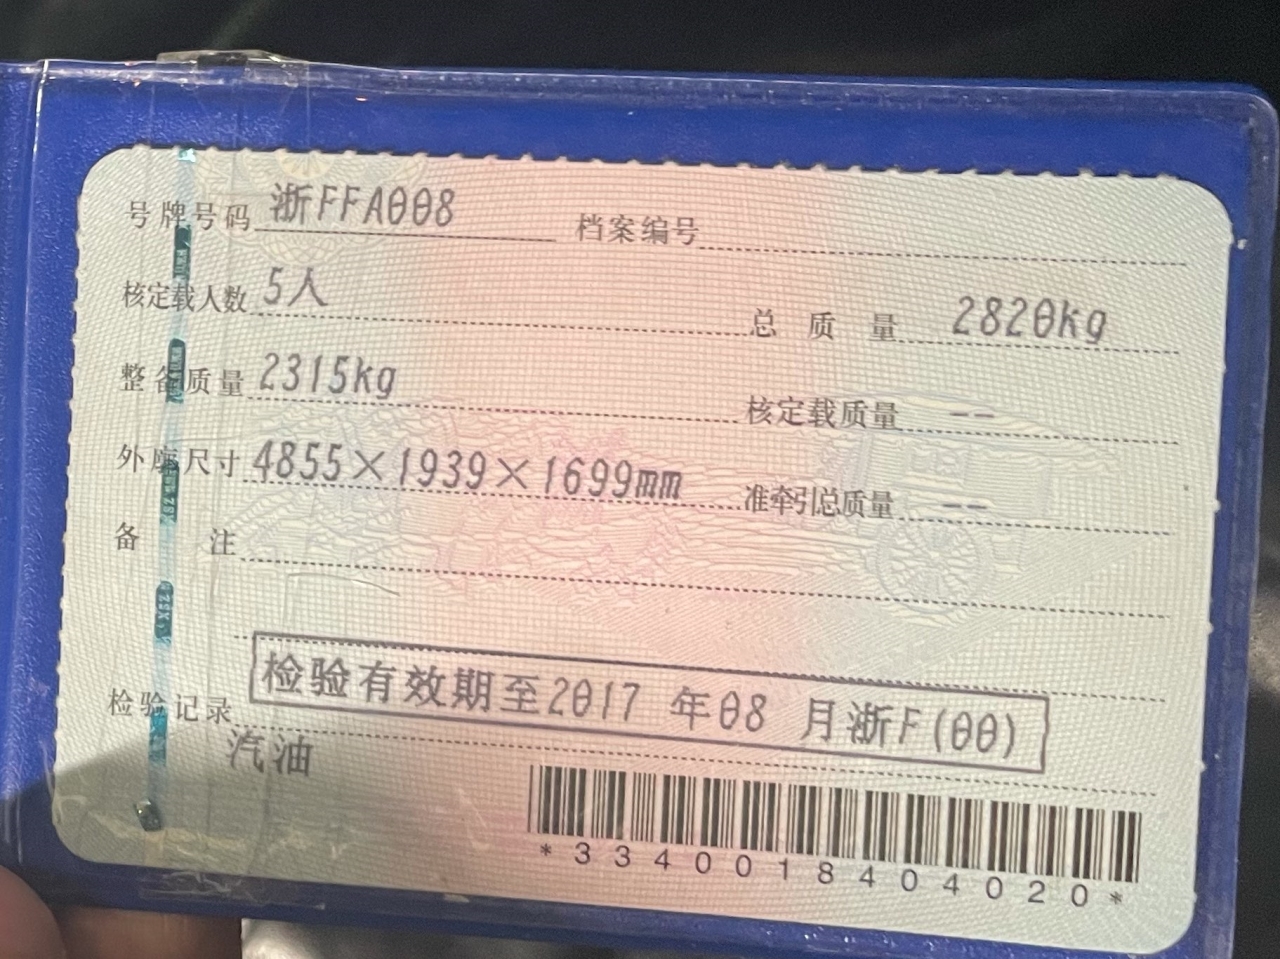 号牌号码 浙FFA008 档案编号
核定载人数 5人 总质量 2820kg
整备质量 2315kg 核定载质量 --
外廓尺寸 4855×1939×1699mm 准牵引总质量 --
备注
检验记录 检验有效期至2017 年08 月浙F(00)
汽油
*3340018404020*